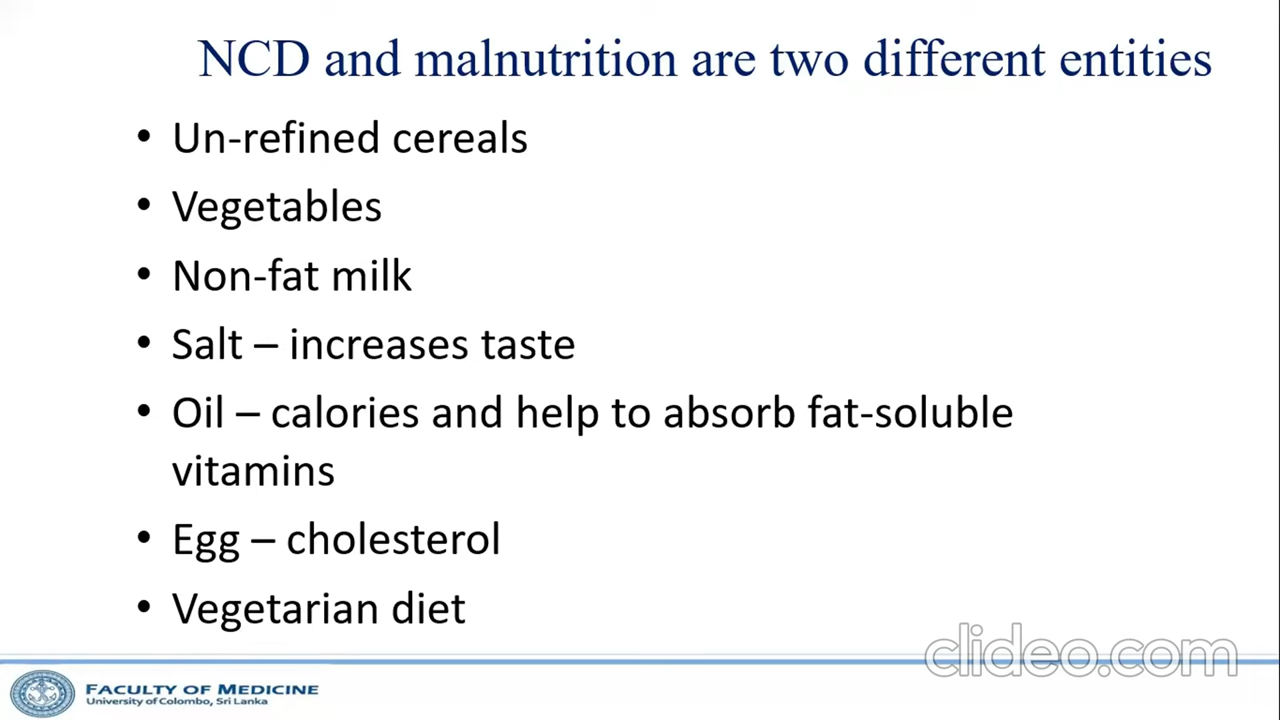 NCD and malnutrition are two different entities
• Un-refined cereals
• Vegetables
• Non-fat milk
• Salt – increases taste
• Oil – calories and help to absorb fat-soluble
vitamins
• Egg – cholesterol
• Vegetarian diet
clideo.com
FACULTY OF MEDICINE
University of Colombo, Sri Lanka